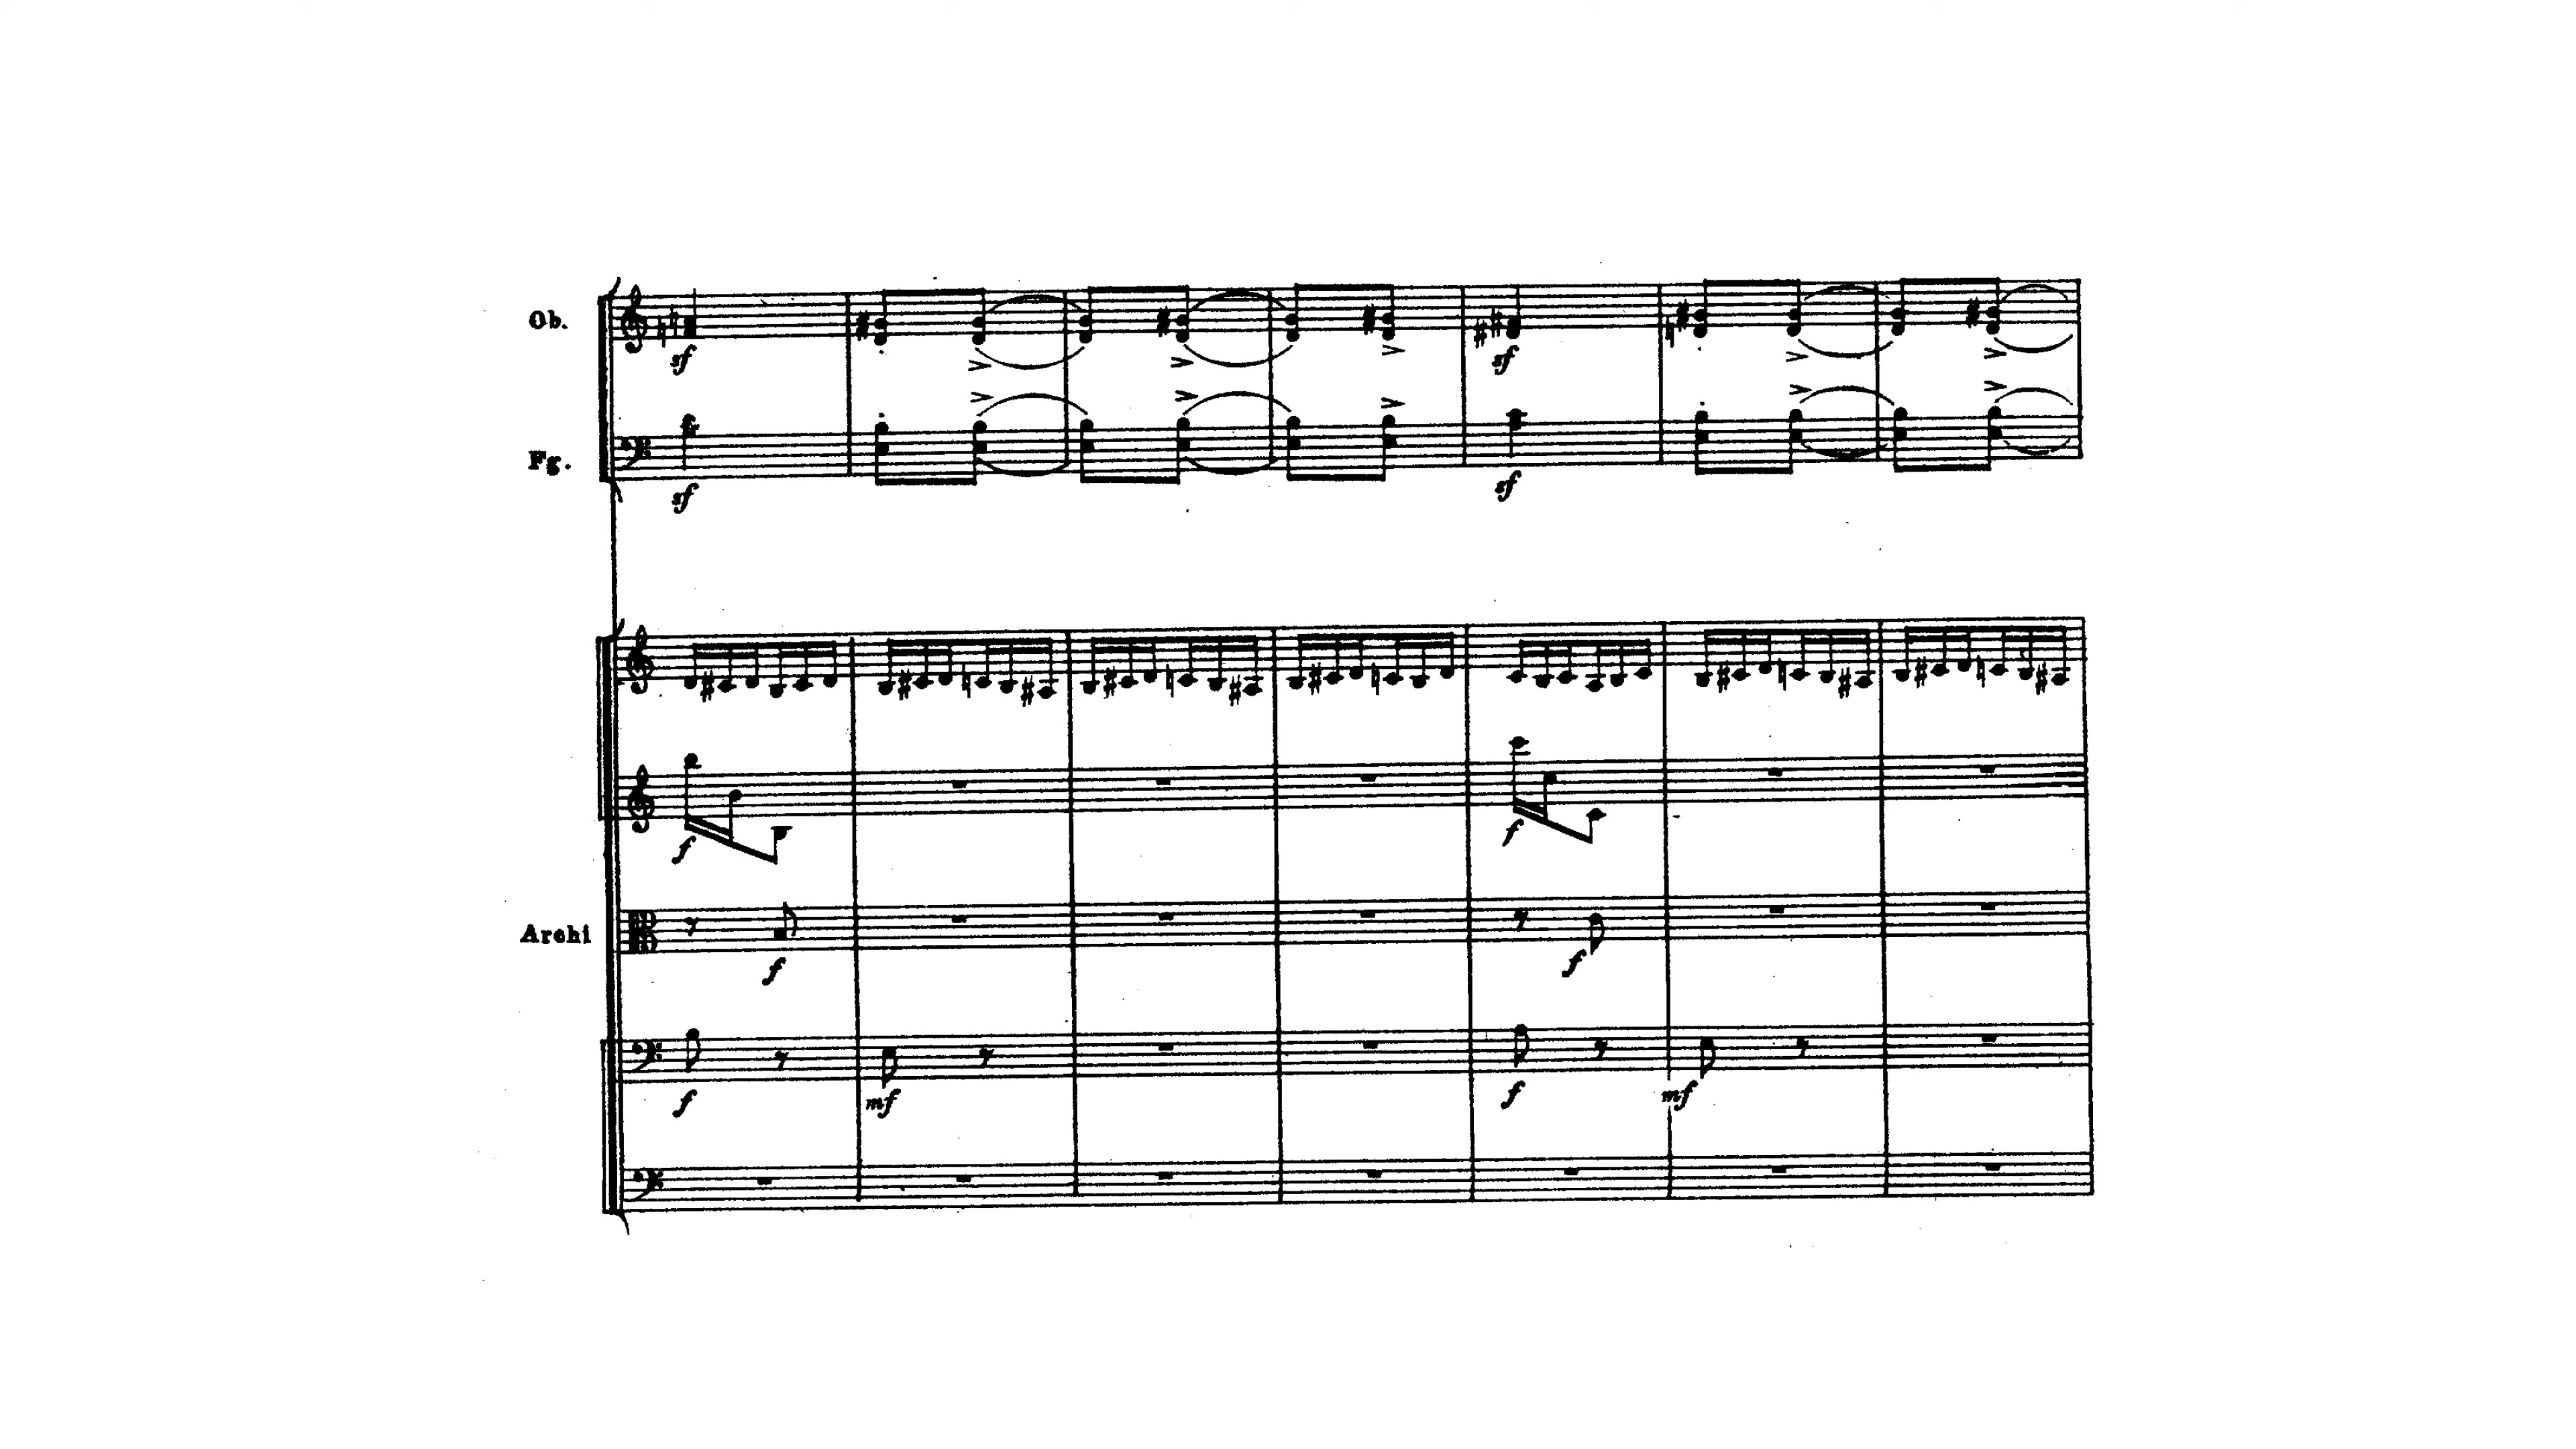 Ob.
sf sf
Fg.
sf sf
f f
Archi
f f
f mf f mf